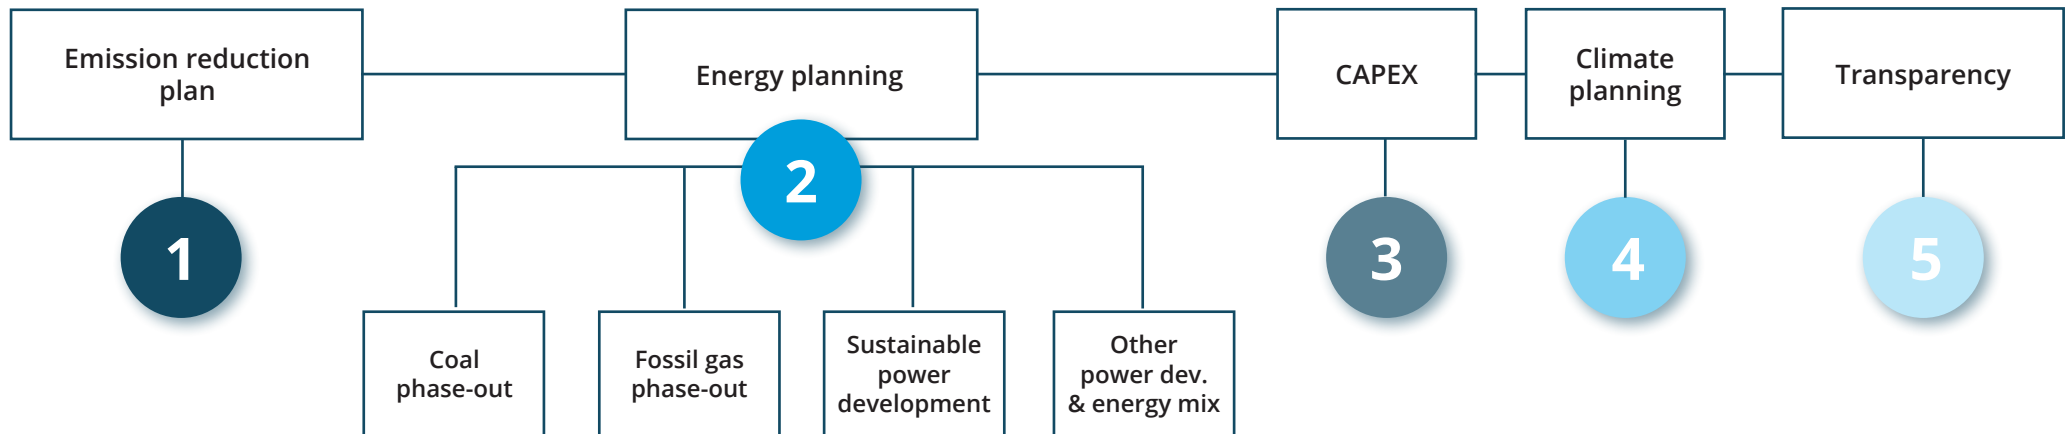 Emission reduction
plan
Energy planning
CAPEX
Climate
planning
Transparency
1
2
3
4
5
Coal
phase-out
Fossil gas
phase-out
Sustainable
power
development
Other
power dev.
& energy mix